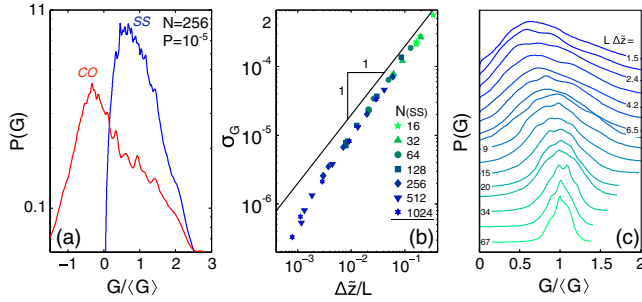 11
0.1
P(G)
CO
SS
N=256
P=10⁻⁵
(a)
-1 0 1 2 3
G/⟨G⟩
10⁻⁴
10⁻⁵
10⁻⁶
σG
1
1
N(SS)
16
32
64
128
256
512
1024
(b)
10⁻³ 10⁻² 10⁻¹
Δz̃/L
P(G)
L Δz̃=
1.5
2.4
4.2
6.5
9
15
20
34
67
(c)
0 0.5 1 1.5 2
G/⟨G⟩